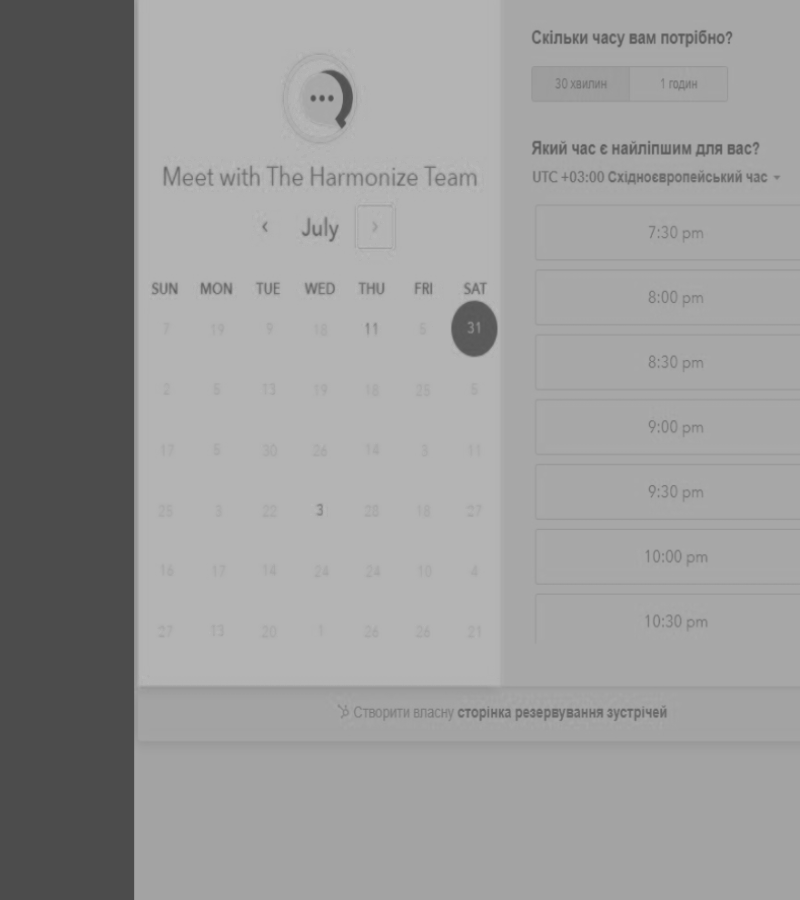 Meet with The Harmonize Team
July
SUN MON TUE WED THU FRI SAT
7 19 9 18 11 5 31
2 13 19 18 25
17 30 26 14 3 11
25 3 22 3 28 18 27
16 17 14 24 24 10 4
27 13 20 1 26 26 21
Скільки часу вам потрібно?
30 хвилин 1 годин
Який час є найліпшим для вас?
UTC +03:00 Східноєвропейський час
7:30 pm
8:00 pm
8:30 pm
9:00 pm
9:30 pm
10:00 pm
10:30 pm
Створити власну сторінка резервування зустрічей